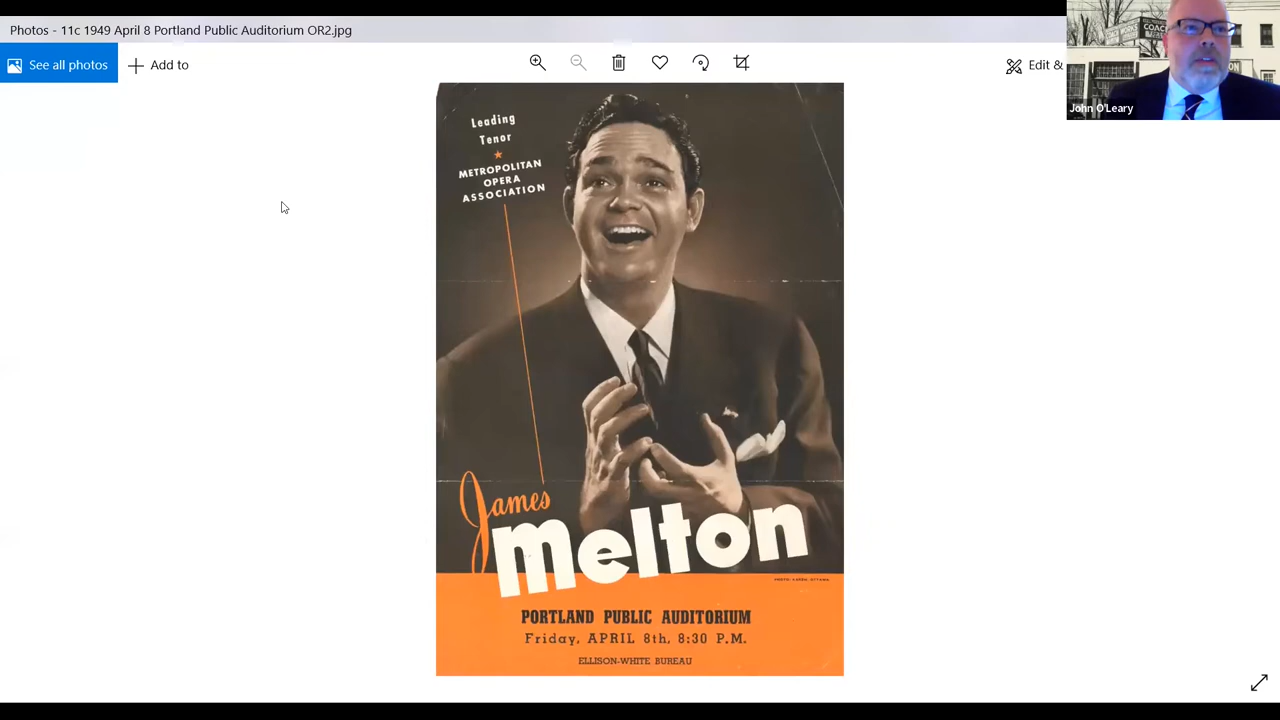 Photos - 11c 1949 April 8 Portland Public Auditorium OR2.jpg
See all photos
Add to
Edit &
John O'Leary
Leading
Tenor
METROPOLITAN
OPERA
ASSOCIATION
James
melton
PORTLAND PUBLIC AUDITORIUM
Friday, APRIL 8th, 8:30 P.M.
ELLISON-WHITE BUREAU